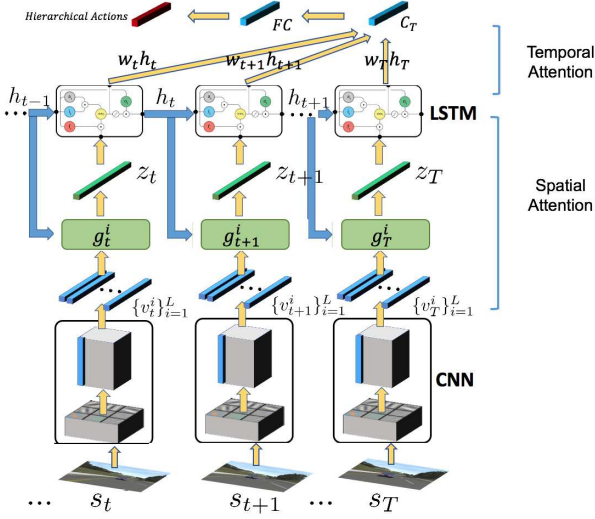 Hierarchical Actions
FC
C_T
w_t h_t
w_{t+1} h_{t+1}
w_T h_T
Temporal
Attention
h_{t-1}
h_t
h_{t+1}
LSTM
z_t
z_{t+1}
z_T
Spatial
Attention
g_t^i
g_{t+1}^i
g_T^i
{v_t^i}_{i=1}^L
{v_{t+1}^i}_{i=1}^L
{v_T^i}_{i=1}^L
CNN
... s_t
s_{t+1}
... s_T